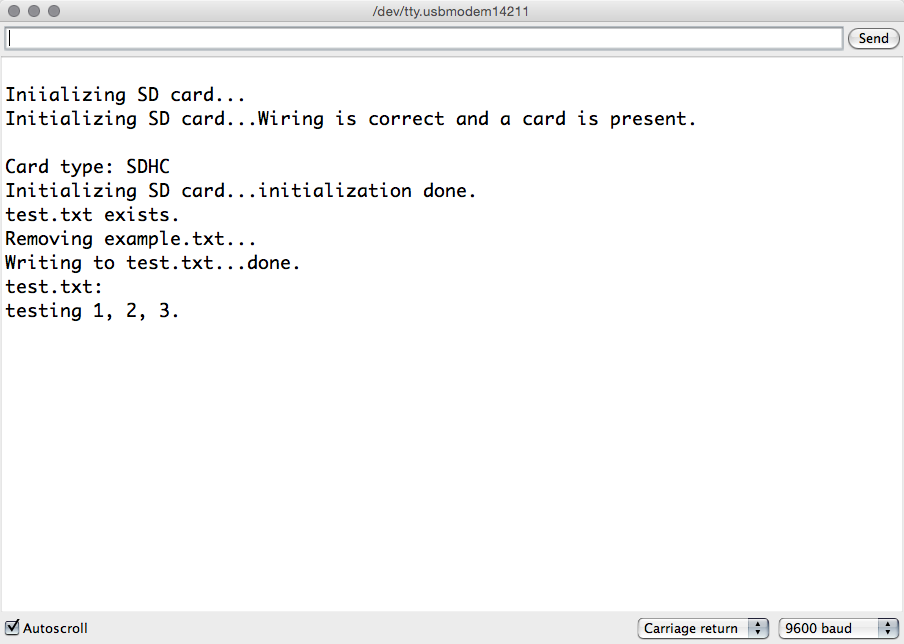 /dev/tty.usbmodem14211
Send
Iniializing SD card...
Initializing SD card...Wiring is correct and a card is present.
Card type: SDHC
Initializing SD card...initialization done.
test.txt exists.
Removing example.txt...
Writing to test.txt...done.
test.txt:
testing 1, 2, 3.
Autoscroll
Carriage return
9600 baud